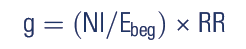 g = (NI/E_beg) × RR